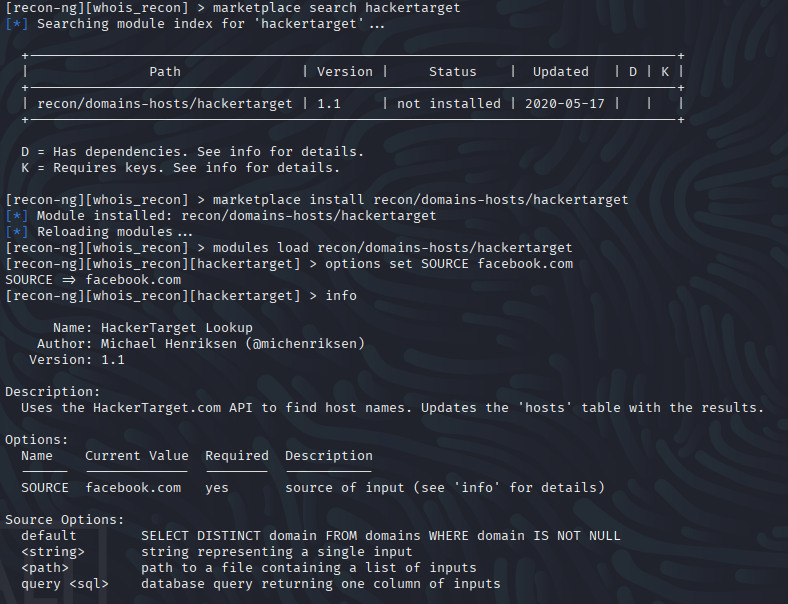 [recon-ng][whois_recon] > marketplace search hackertarget
[*] Searching module index for 'hackertarget'...
+---------------------------------------------------------------------------------+
| Path | Version | Status | Updated | D | K |
+---------------------------------------------------------------------------------+
| recon/domains-hosts/hackertarget | 1.1 | not installed | 2020-05-17 | | |
+---------------------------------------------------------------------------------+
D = Has dependencies. See info for details.
K = Requires keys. See info for details.
[recon-ng][whois_recon] > marketplace install recon/domains-hosts/hackertarget
[*] Module installed: recon/domains-hosts/hackertarget
[*] Reloading modules...
[recon-ng][whois_recon] > modules load recon/domains-hosts/hackertarget
[recon-ng][whois_recon][hackertarget] > options set SOURCE facebook.com
SOURCE => facebook.com
[recon-ng][whois_recon][hackertarget] > info
Name: HackerTarget Lookup
Author: Michael Henriksen (@michenriksen)
Version: 1.1
Description:
Uses the HackerTarget.com API to find host names. Updates the 'hosts' table with the results.
Options:
Name Current Value Required Description
------ ------------- -------- -----------
SOURCE facebook.com yes source of input (see 'info' for details)
Source Options:
default SELECT DISTINCT domain FROM domains WHERE domain IS NOT NULL
<string> string representing a single input
<path> path to a file containing a list of inputs
query <sql> database query returning one column of inputs